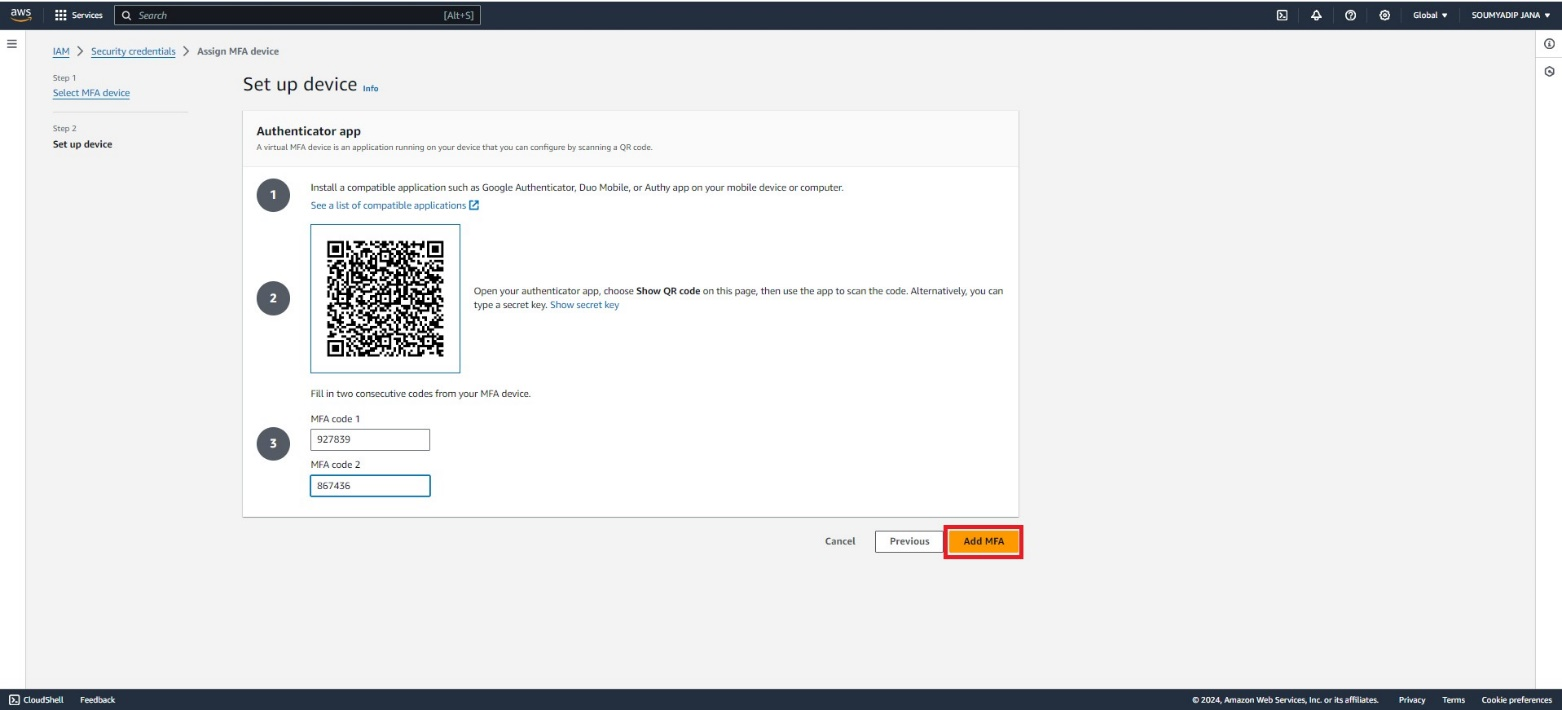 aws
Services
Search
[Alt+S]
Global
SOUMYADIP JANA
IAM > Security credentials > Assign MFA device
Step 1
Select MFA device
Step 2
Set up device
Set up device Info
Authenticator app
A virtual MFA device is an application running on your device that you can configure by scanning a QR code.
1
Install a compatible application such as Google Authenticator, Duo Mobile, or Authy app on your mobile device or computer.
See a list of compatible applications
2
Open your authenticator app, choose Show QR code on this page, then use the app to scan the code. Alternatively, you can
type a secret key. Show secret key
Fill in two consecutive codes from your MFA device.
3
MFA code 1
927839
MFA code 2
867436
Cancel
Previous
Add MFA
CloudShell
Feedback
© 2024, Amazon Web Services, Inc. or its affiliates.
Privacy
Terms
Cookie preferences